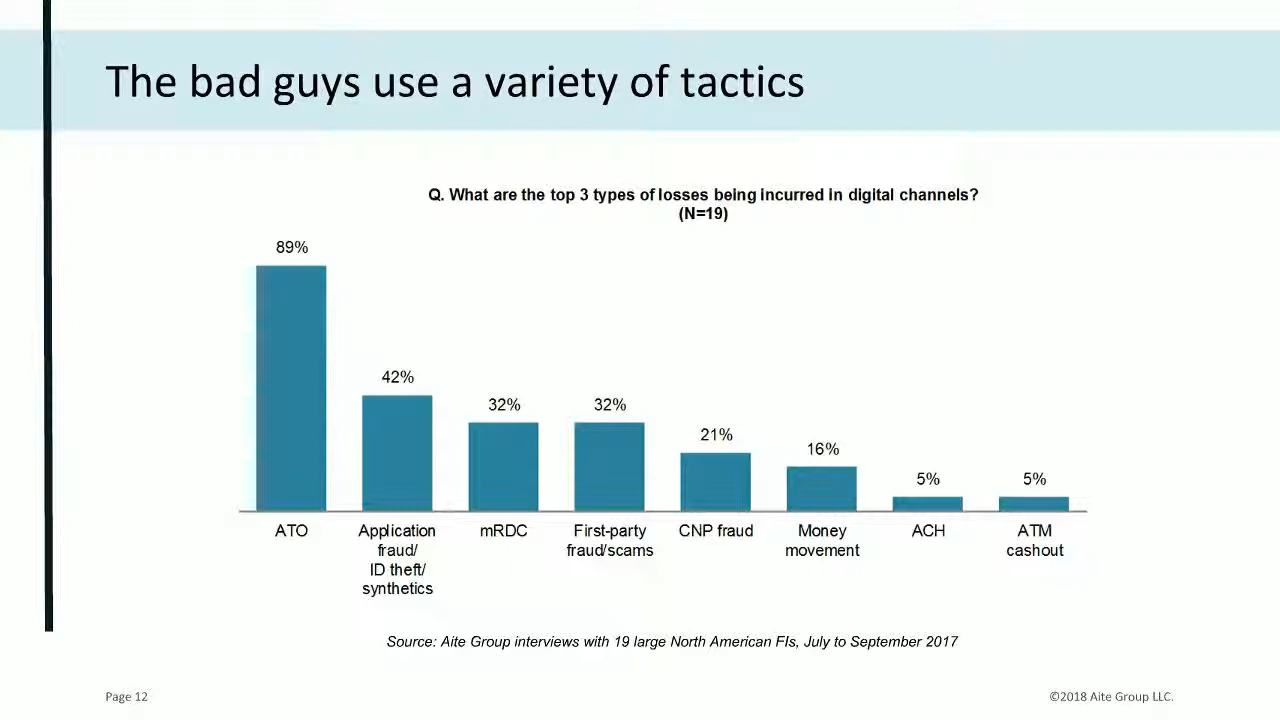 The bad guys use a variety of tactics
Q. What are the top 3 types of losses being incurred in digital channels?
(N=19)
89%
42%
32%
32%
21%
16%
5%
5%
ATO
Application
fraud/
ID theft/
synthetics
mRDC
First-party
fraud/scams
CNP fraud
Money
movement
ACH
ATM
cashout
Source: Aite Group interviews with 19 large North American FIs, July to September 2017
Page 12
©2018 Aite Group LLC.